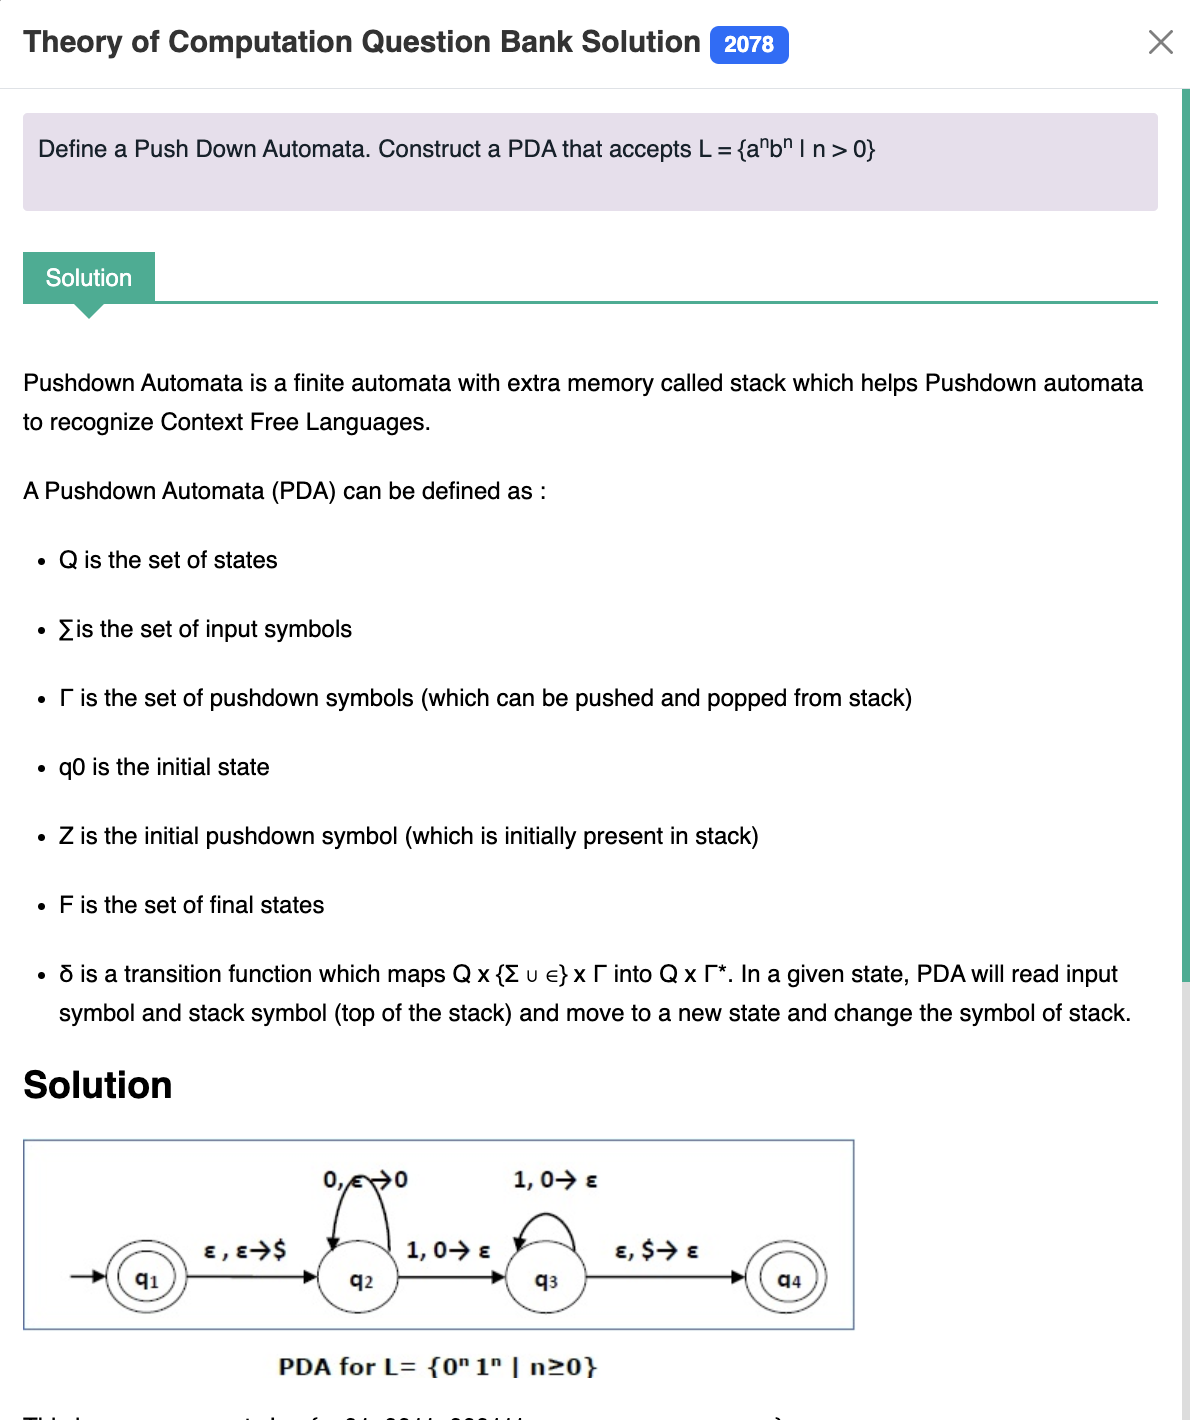 Theory of Computation Question Bank Solution 2078
Define a Push Down Automata. Construct a PDA that accepts L = {aⁿbⁿ | n > 0}
Solution
Pushdown Automata is a finite automata with extra memory called stack which helps Pushdown automata
to recognize Context Free Languages.
A Pushdown Automata (PDA) can be defined as :
• Q is the set of states
• ∑is the set of input symbols
• Γ is the set of pushdown symbols (which can be pushed and popped from stack)
• q0 is the initial state
• Z is the initial pushdown symbol (which is initially present in stack)
• F is the set of final states
• δ is a transition function which maps Q x {Σ ∪ ∈} x Γ into Q x Γ*. In a given state, PDA will read input
symbol and stack symbol (top of the stack) and move to a new state and change the symbol of stack.
Solution
0, ε→0 1, 0→ ε
ε , ε→$ 1, 0→ ε ε, $→ ε
q1 q2 q3 q4
PDA for L= {0ⁿ 1ⁿ | n≥0}